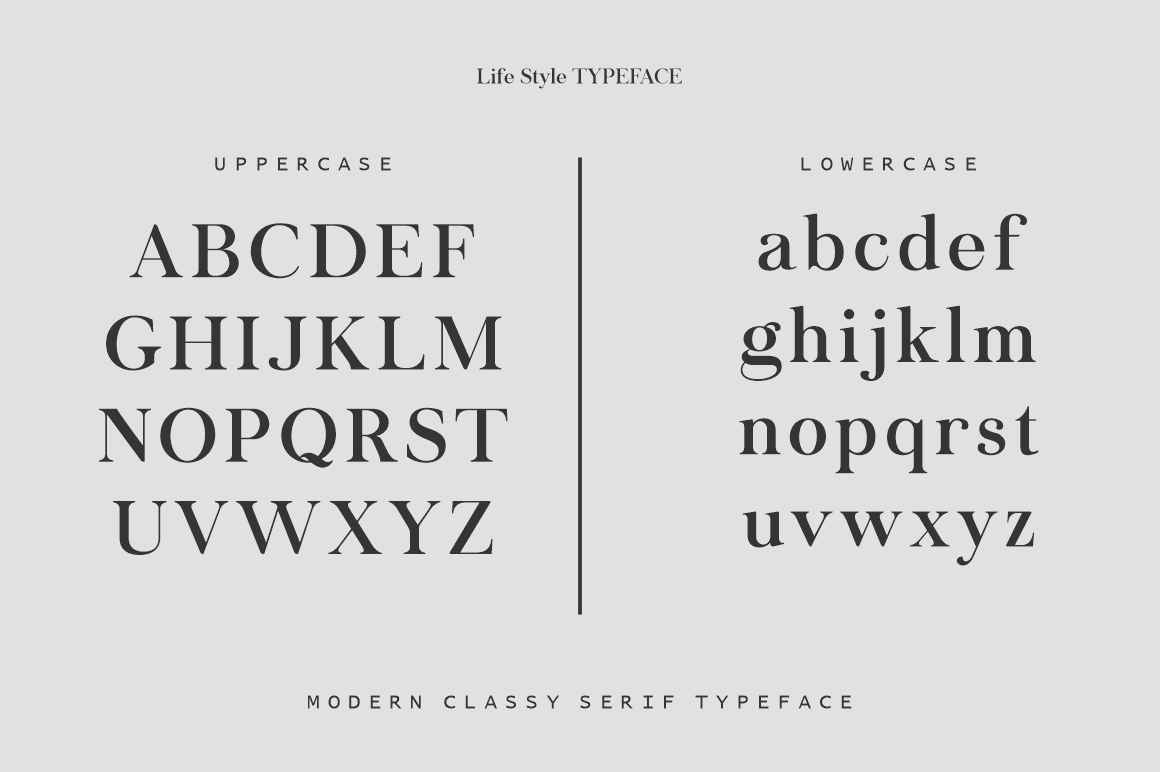 Life Style TYPEFACE
UPPERCASE
ABCDEF
GHIJKLM
NOPQRST
UVWXYZ
LOWERCASE
abcdef
ghijklm
nopqrst
uvwxyz
MODERN CLASSY SERIF TYPEFACE